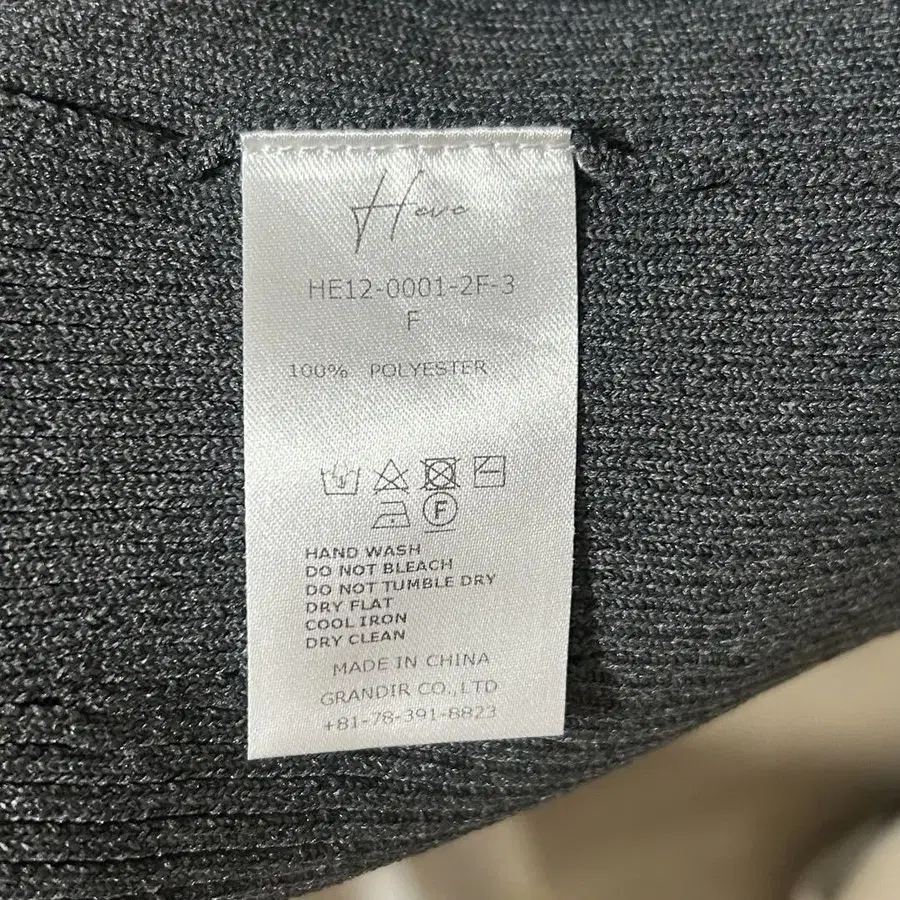 Heve
HE12-0001-2F-3
F
100% POLYESTER
F
HAND WASH
DO NOT BLEACH
DO NOT TUMBLE DRY
DRY FLAT
COOL IRON
DRY CLEAN
MADE IN CHINA
GRANDIR CO.,LTD
+81-78-391-8823